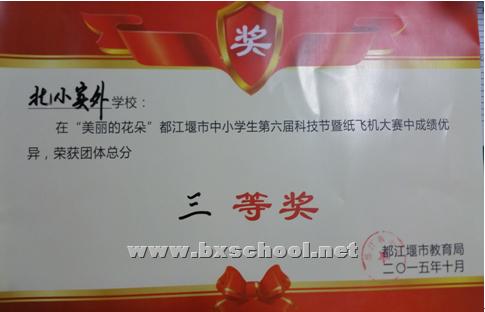 奖
北小实外学校：
在“美丽的花朵”都江堰市中小学生第六届科技节暨纸飞机大赛中成绩优
异，荣获团体总分
三等奖
www.bxschool.net
都江堰市教育局
二〇一五年十月